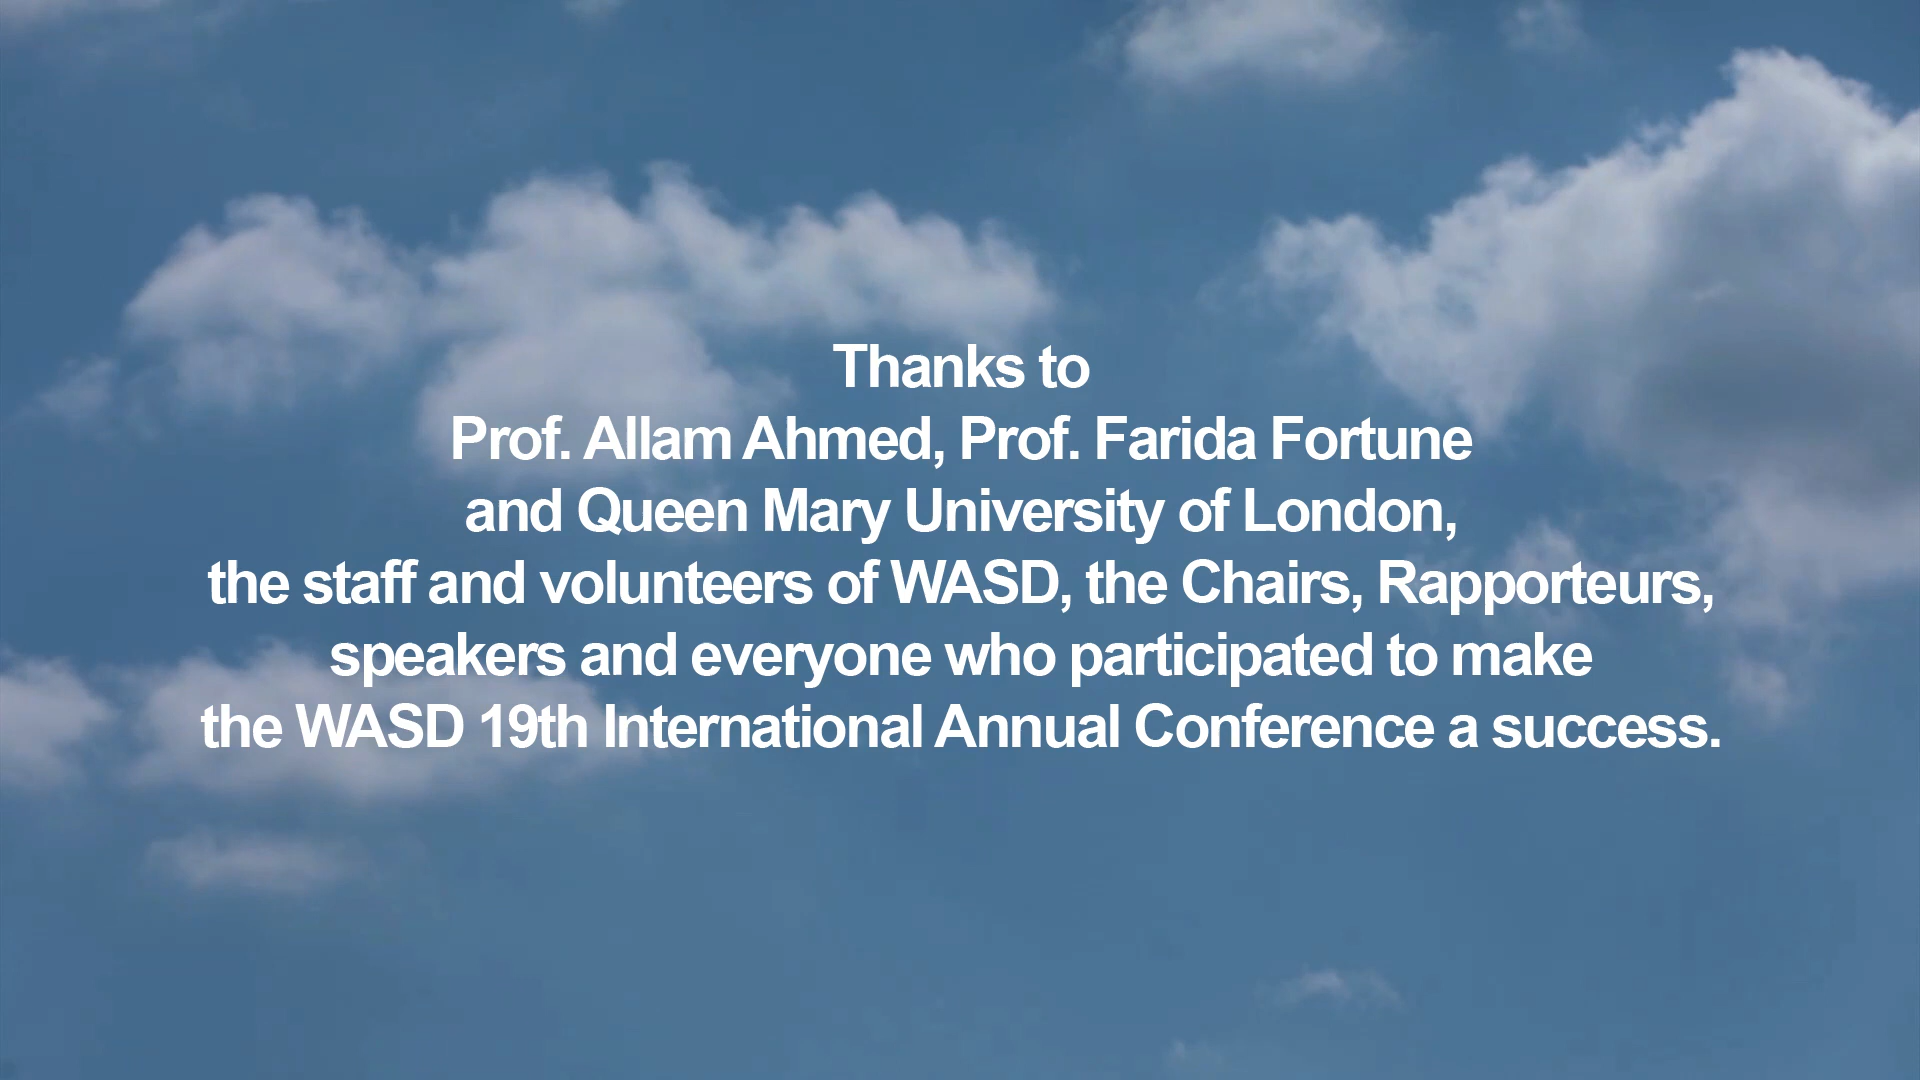 Thanks to
Prof. Allam Ahmed, Prof. Farida Fortune
and Queen Mary University of London,
the staff and volunteers of WASD, the Chairs, Rapporteurs,
speakers and everyone who participated to make
the WASD 19th International Annual Conference a success.